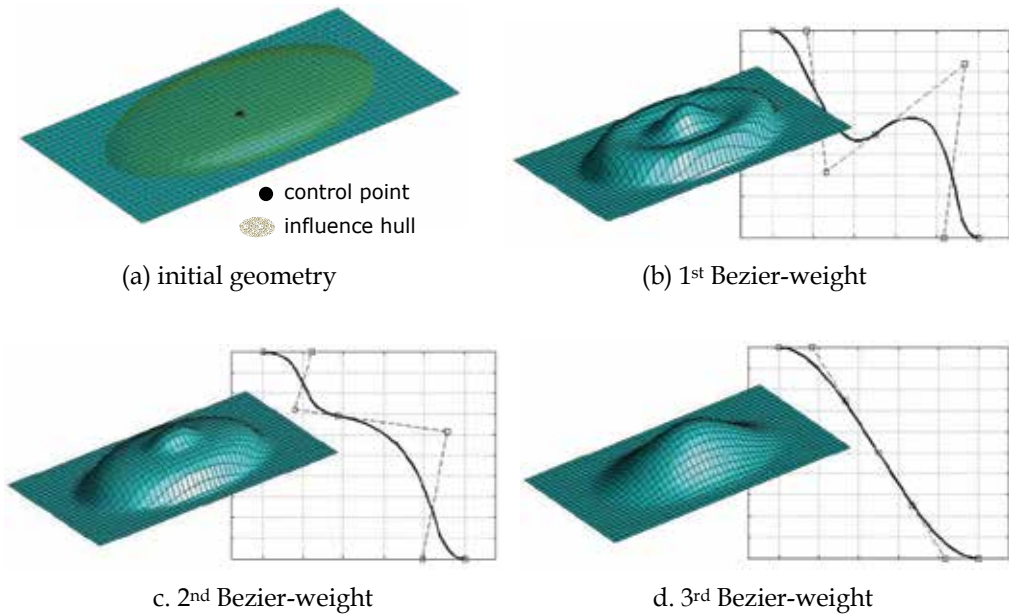 control point
influence hull
(a) initial geometry
(b) 1st Bezier-weight
c. 2nd Bezier-weight
d. 3rd Bezier-weight